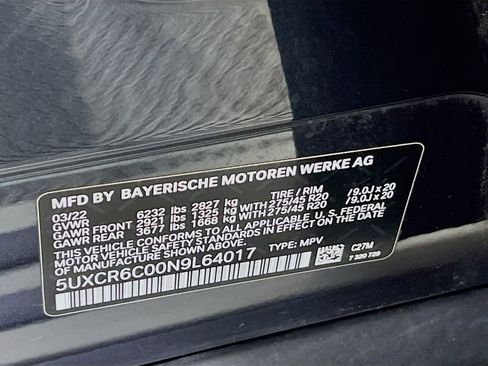 MFD BY BAYERISCHE MOTOREN WERKE AG
03/22 TIRE / RIM
GVWR 6232 lbs 2827 kg
GAWR FRONT 2921 lbs 1325 kg 275/45 R20 /9.0J x 20
GAWR REAR 3677 lbs 1668 kg 275/45 R20 /9.0J x 20
THIS VEHICLE CONFORMS TO ALL APPLICABLE U.S. FEDERAL
MOTOR VEHICLE SAFETY STANDARDS IN EFFECT ON THE DATE
OF MANUFACTURE SHOWN ABOVE.
5UXCR6C00N9L64017 TYPE: MPV C27M
7 320 729